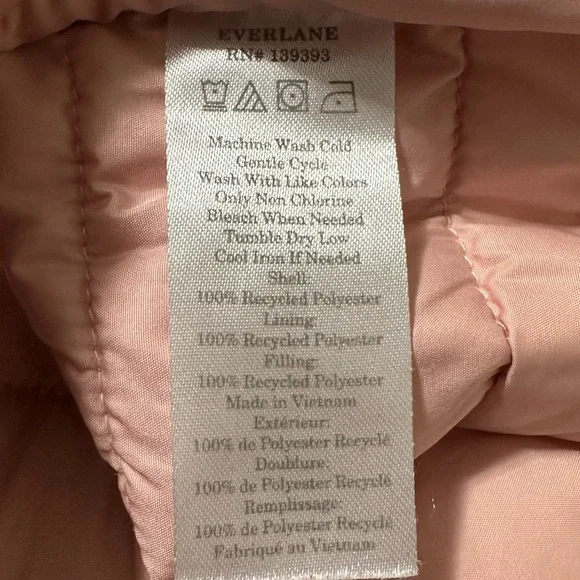 EVERLANE
RN# 139393
Machine Wash Cold
Gentle Cycle
Wash With Like Colors
Only Non Chlorine
Bleach When Needed
Tumble Dry Low
Cool Iron If Needed
Shell:
100% Recycled Polyester
Lining:
100% Recycled Polyester
Filling:
100% Recycled Polyester
Made in Vietnam
Extérieur:
100% de Polyester Recyclé
Doublure:
100% de Polyester Recyclé
Remplissage:
100% de Polyester Recyclé
Fabriqué au Vietnam